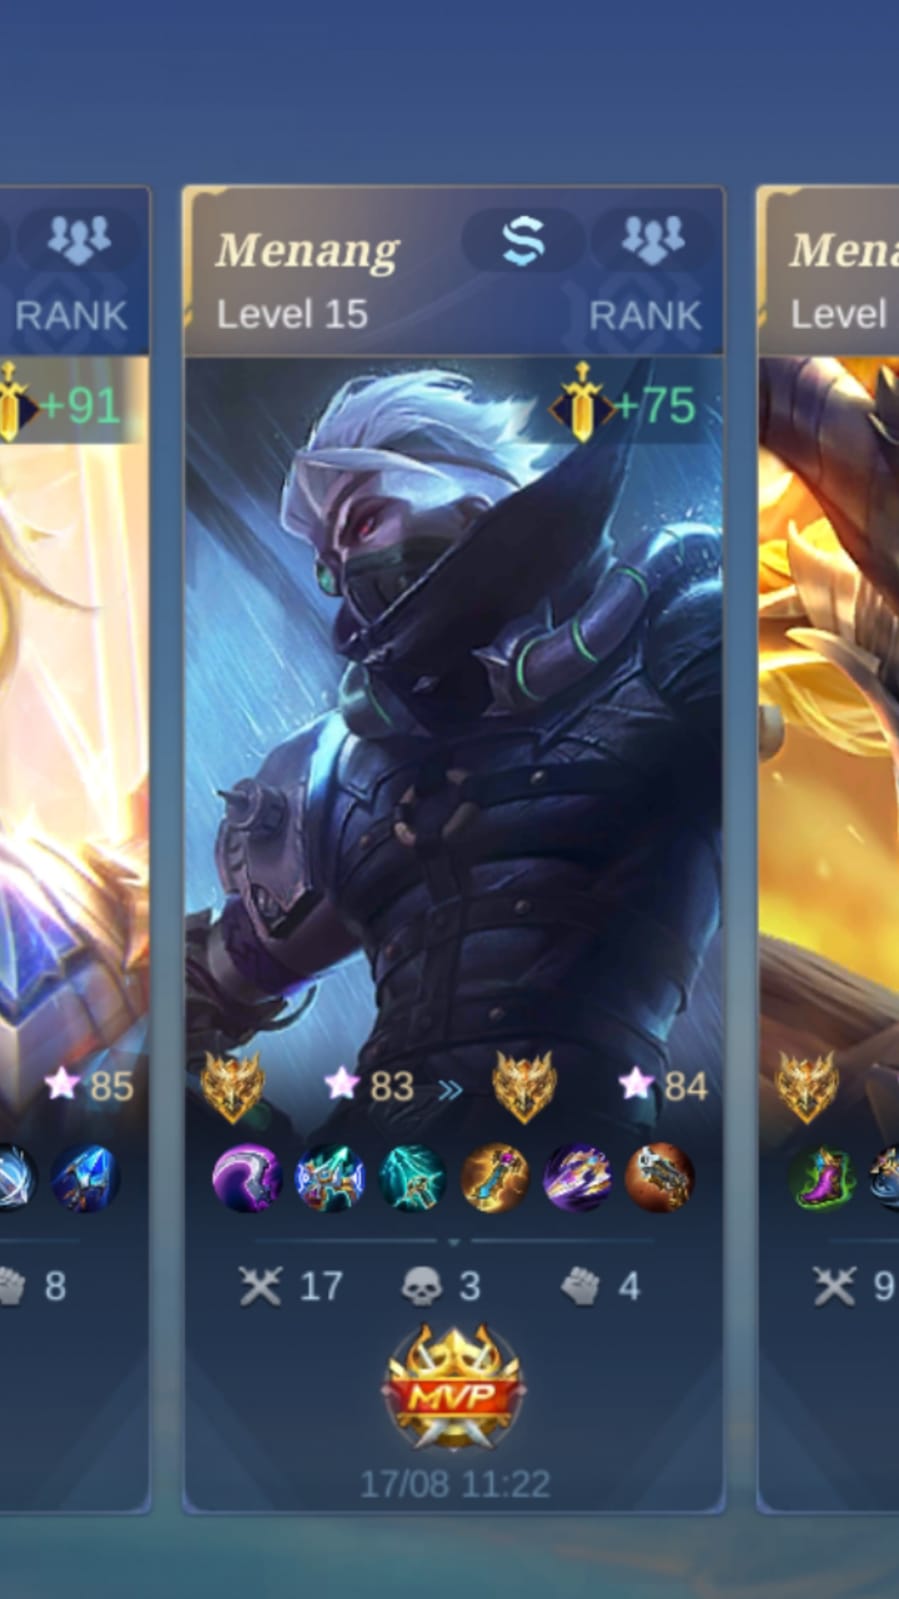 RANK
+91
85
8
Menang
Level 15
RANK
+75
83 » 84
17 3 4
MVP
17/08 11:22
Mena
Level
9